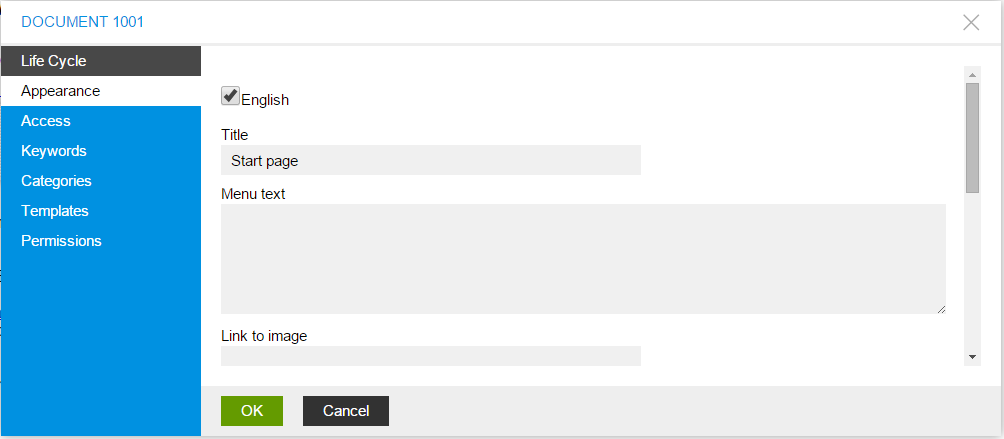 DOCUMENT 1001
Life Cycle
Appearance
Access
Keywords
Categories
Templates
Permissions
English
Title
Start page
Menu text
Link to image
OK
Cancel